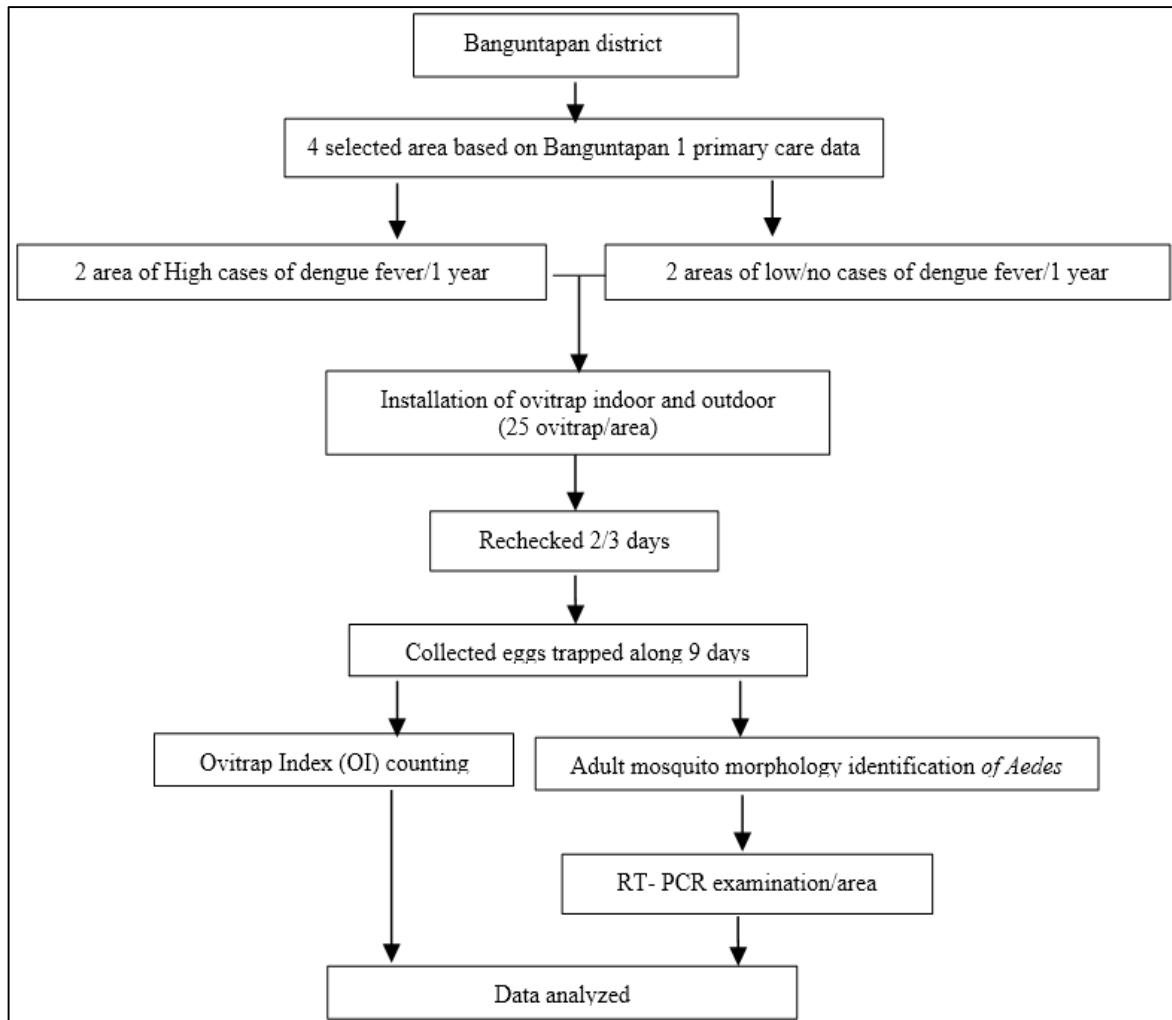 Banguntapan district
4 selected area based on Banguntapan 1 primary care data
2 area of High cases of dengue fever/1 year
2 areas of low/no cases of dengue fever/1 year
Installation of ovitrap indoor and outdoor
(25 ovitrap/area)
Rechecked 2/3 days
Collected eggs trapped along 9 days
Ovitrap Index (OI) counting
Adult mosquito morphology identification of Aedes
RT- PCR examination/area
Data analyzed